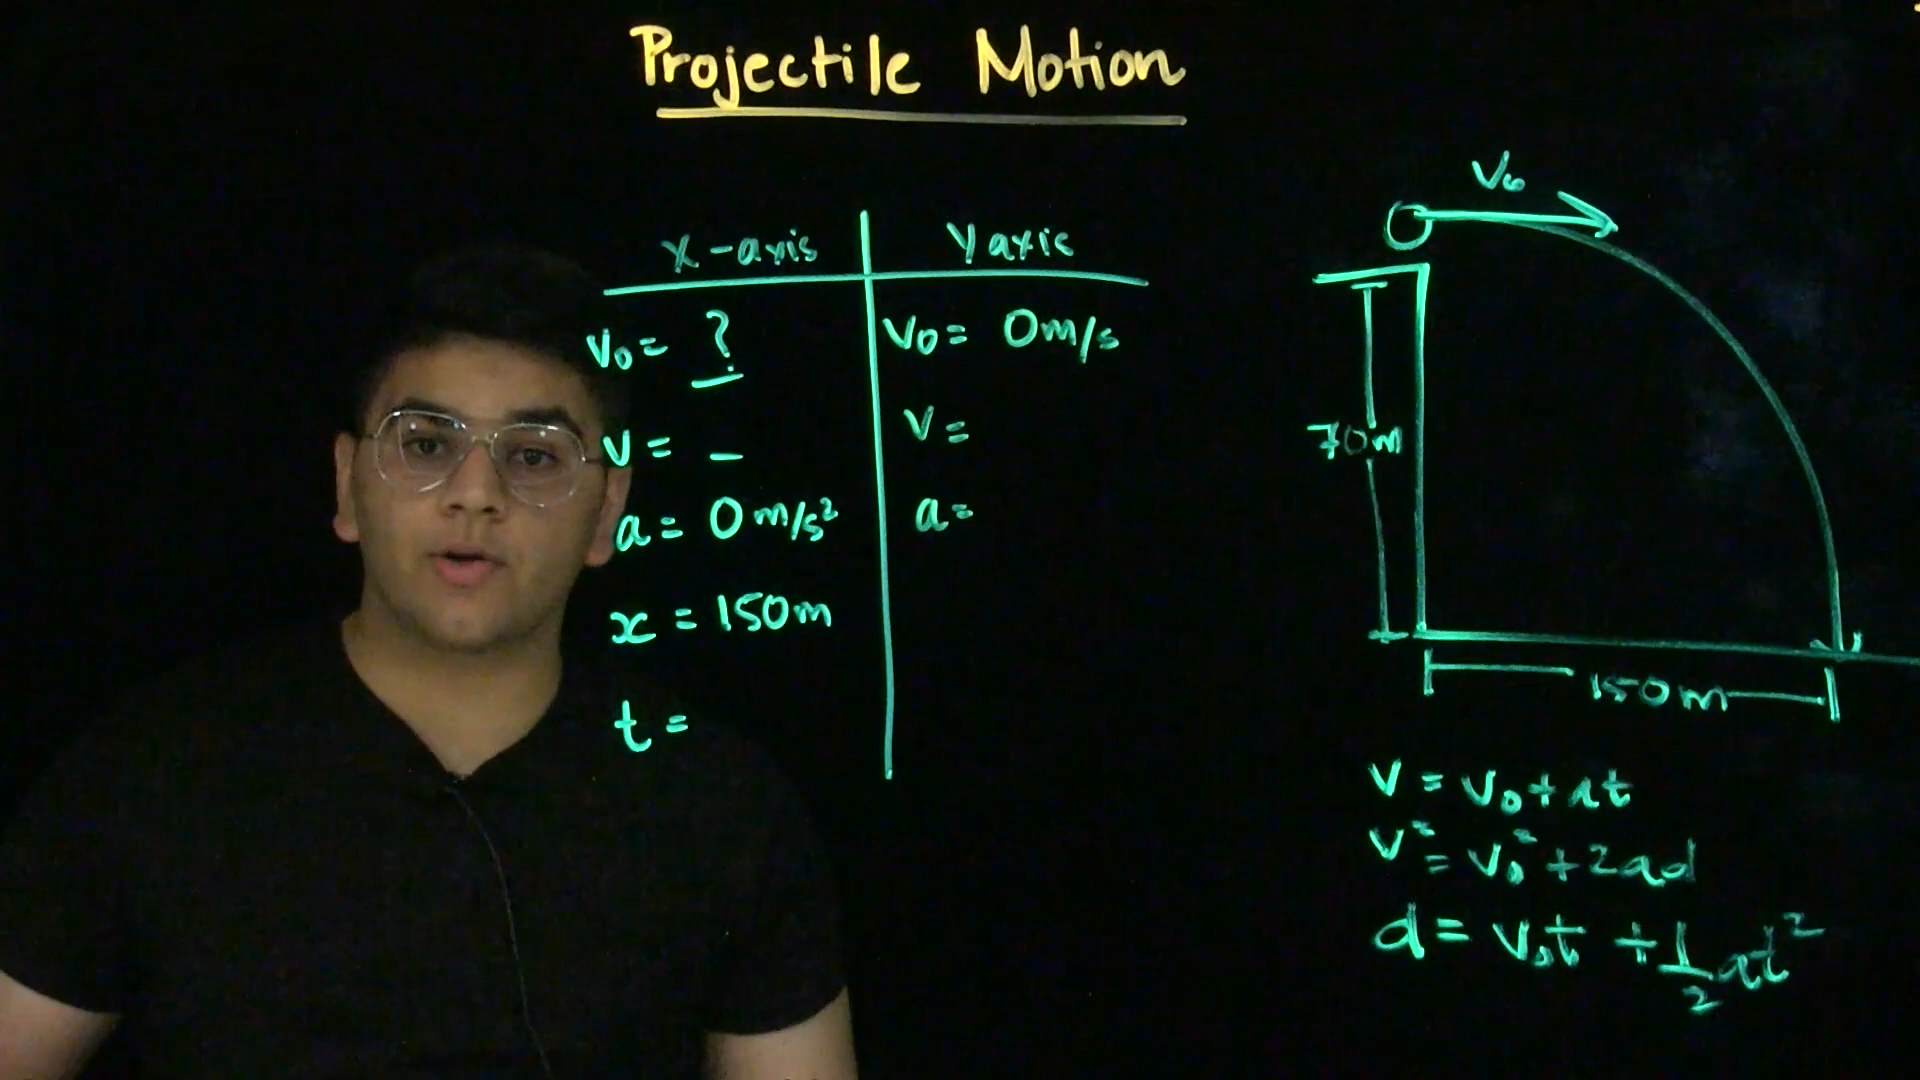 Projectile Motion
x-axis
Y axis
v₀ = ?
v = _
a = 0 m/s²
x = 150m
t =
v₀ = 0m/s
v =
a =
V₀
70m
150m
v = v₀ + at
v² = v₀² + 2ad
d = v₀t + 1/2 at²